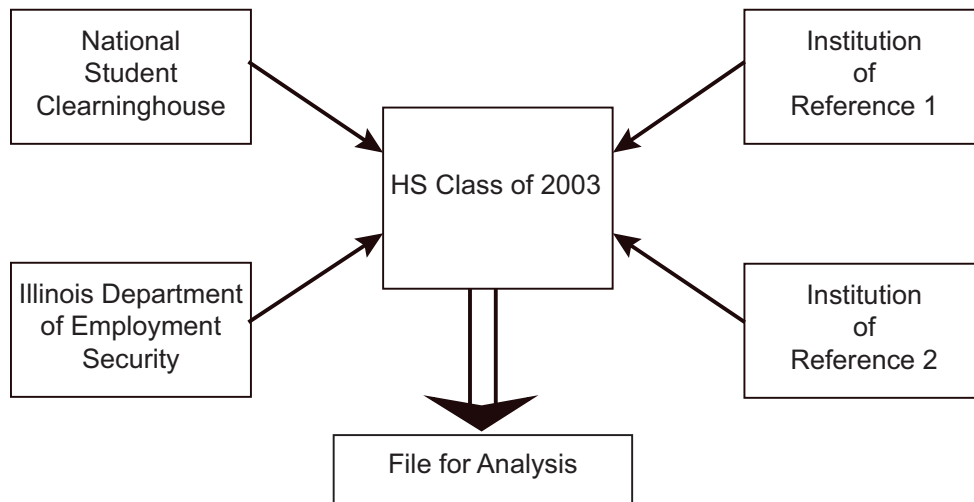 National
Student
Clearninghouse
Institution
of
Reference 1
HS Class of 2003
Illinois Department
of Employment
Security
Institution
of
Reference 2
File for Analysis